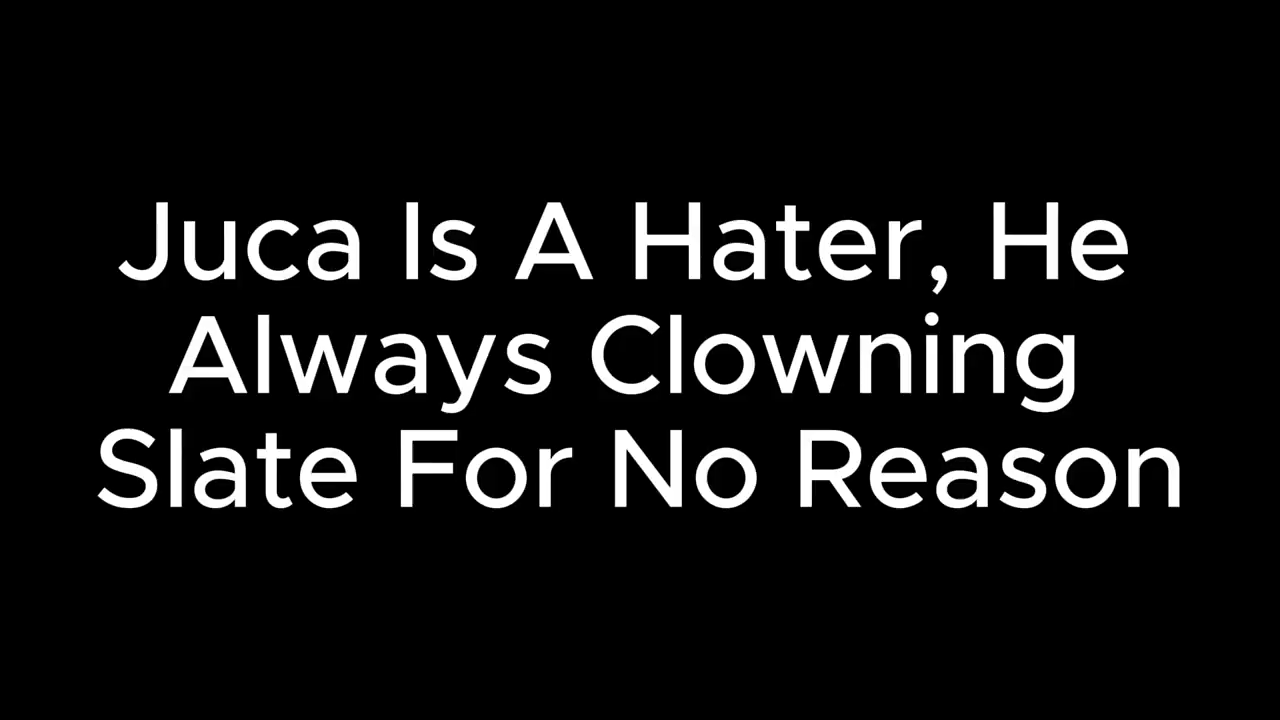 Juca Is A Hater, He
Always Clowning
Slate For No Reason